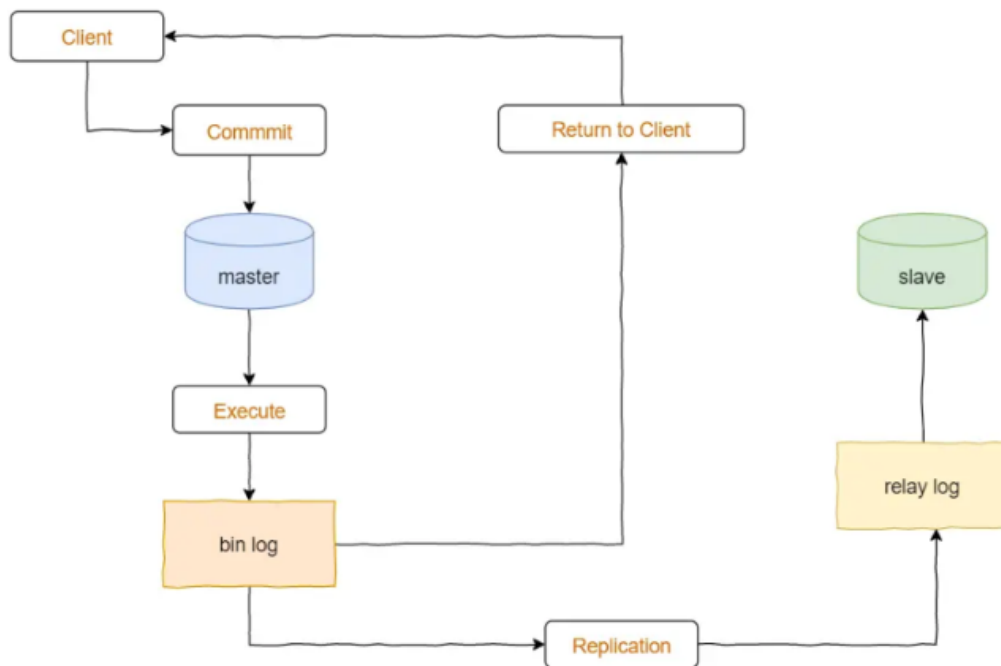 Client
Commmit
Return to Client
master
slave
Execute
relay log
bin log
Replication